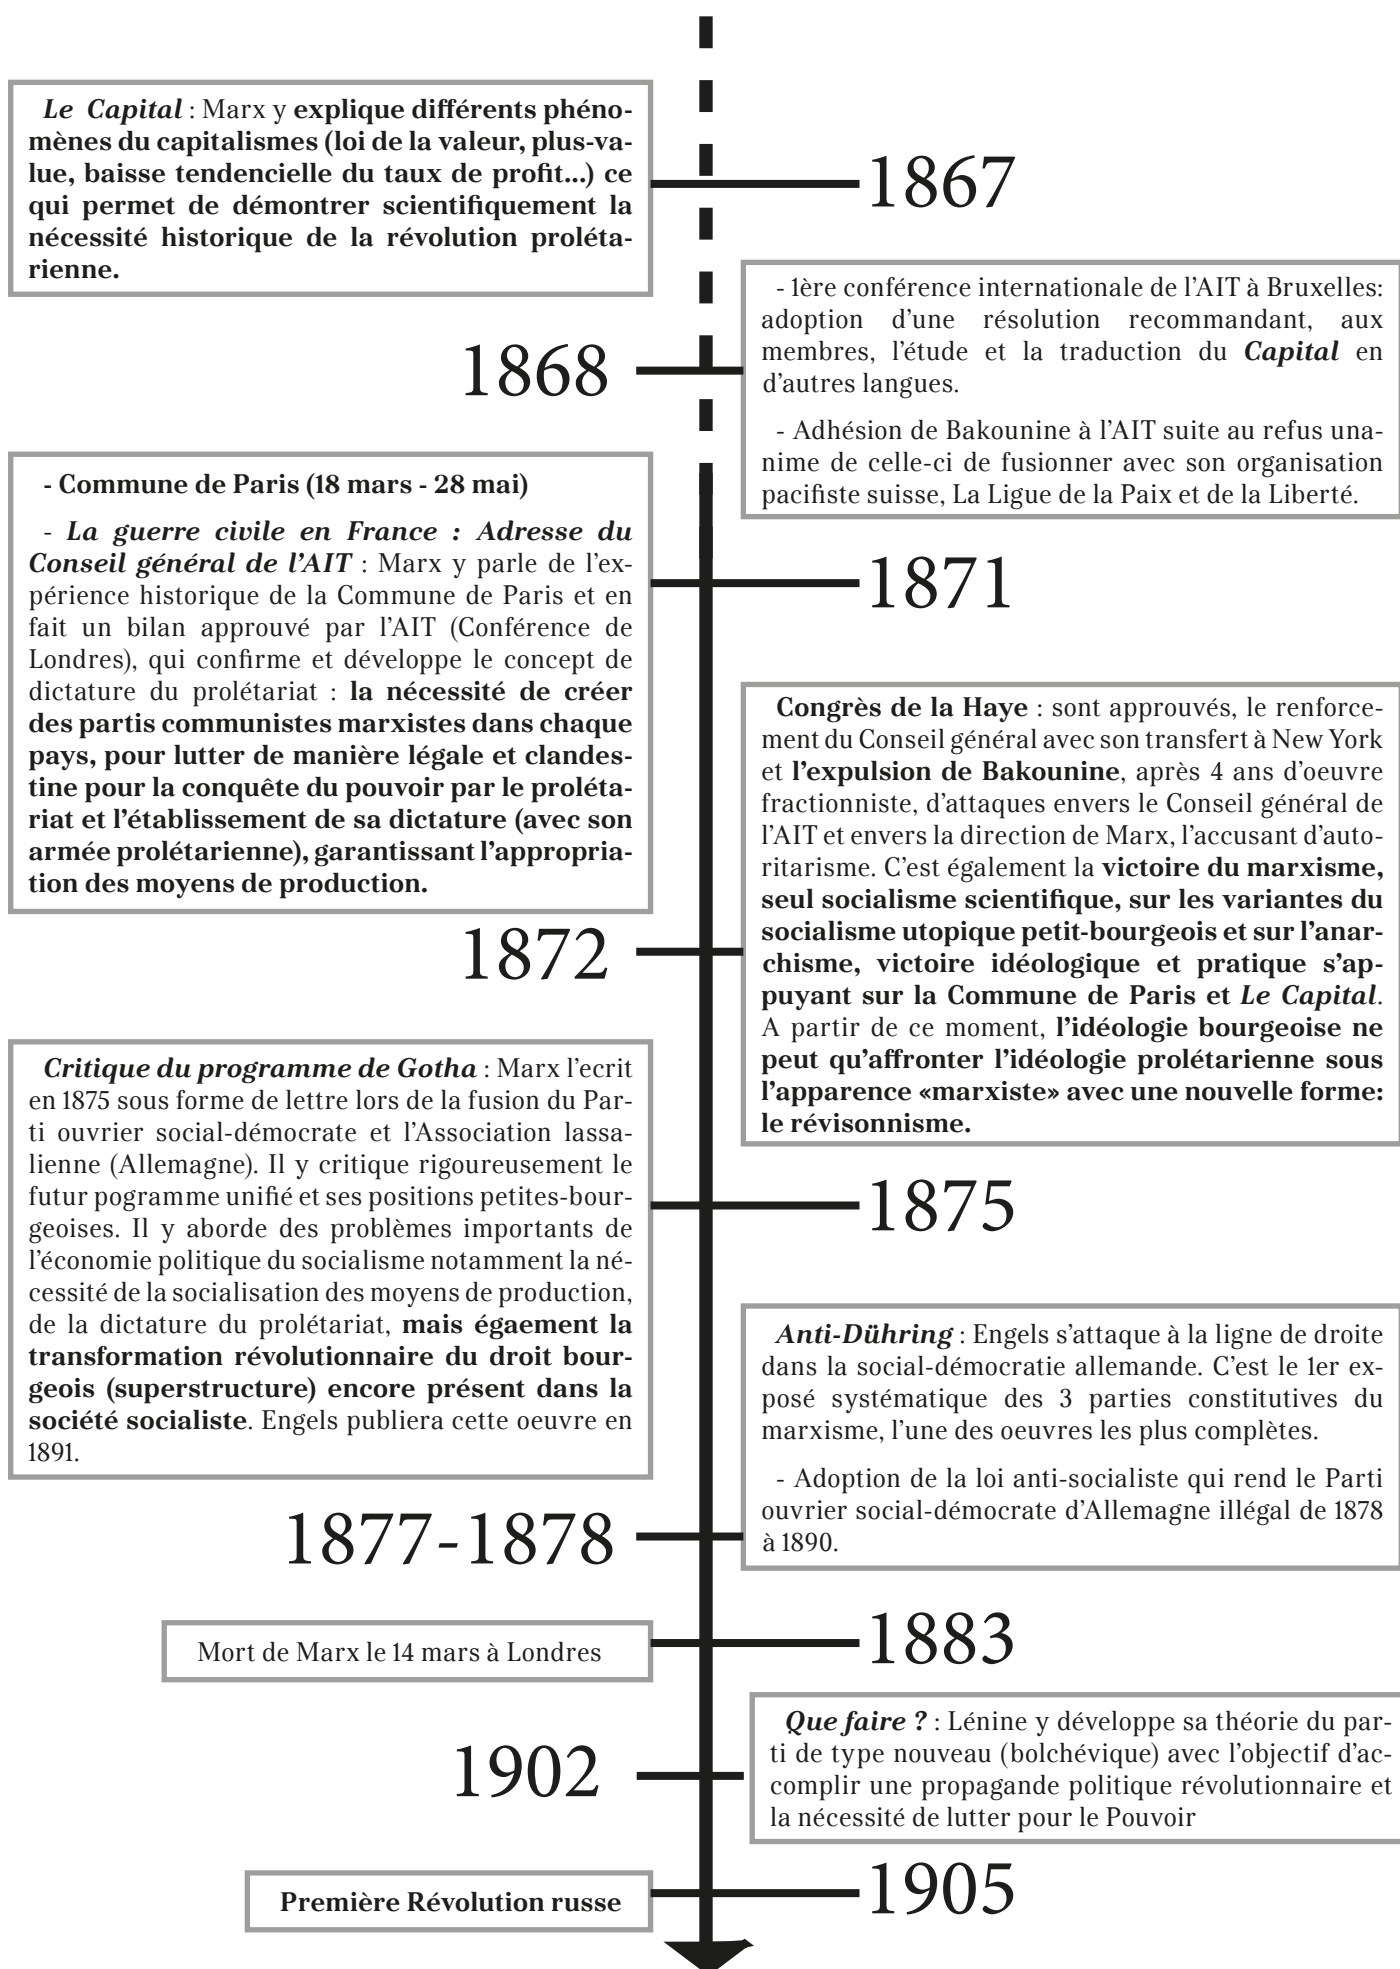 Le Capital : Marx y explique différents phéno-
mènes du capitalismes (loi de la valeur, plus-va-
lue, baisse tendencielle du taux de profit...) ce
qui permet de démontrer scientifiquement la
nécessité historique de la révolution proléta-
rienne.
1867
1868
- 1ère conférence internationale de l'AIT à Bruxelles:
adoption d'une résolution recommandant, aux
membres, l'étude et la traduction du Capital en
d'autres langues.
- Adhésion de Bakounine à l'AIT suite au refus una-
nime de celle-ci de fusionner avec son organisation
pacifiste suisse, La Ligue de la Paix et de la Liberté.
- Commune de Paris (18 mars - 28 mai)
- La guerre civile en France : Adresse du
Conseil général de l'AIT : Marx y parle de l'ex-
périence historique de la Commune de Paris et en
fait un bilan approuvé par l'AIT (Conférence de
Londres), qui confirme et développe le concept de
dictature du prolétariat : la nécessité de créer
des partis communistes marxistes dans chaque
pays, pour lutter de manière légale et clandes-
tine pour la conquête du pouvoir par le proléta-
riat et l'établissement de sa dictature (avec son
armée prolétarienne), garantissant l'appropria-
tion des moyens de production.
1871
1872
Congrès de la Haye : sont approuvés, le renforce-
ment du Conseil général avec son transfert à New York
et l'expulsion de Bakounine, après 4 ans d'oeuvre
fractionniste, d'attaques envers le Conseil général de
l'AIT et envers la direction de Marx, l'accusant d'auto-
ritarisme. C'est également la victoire du marxisme,
seul socialisme scientifique, sur les variantes du
socialisme utopique petit-bourgeois et sur l'anar-
chisme, victoire idéologique et pratique s'ap-
puyant sur la Commune de Paris et Le Capital.
A partir de ce moment, l'idéologie bourgeoise ne
peut qu'affronter l'idéologie prolétarienne sous
l'apparence «marxiste» avec une nouvelle forme:
le révisonnisme.
Critique du programme de Gotha : Marx l'ecrit
en 1875 sous forme de lettre lors de la fusion du Par-
ti ouvrier social-démocrate et l'Association lassa-
lienne (Allemagne). Il y critique rigoureusement le
futur pogramme unifié et ses positions petites-bour-
geoises. Il y aborde des problèmes importants de
l'économie politique du socialisme notamment la né-
cessité de la socialisation des moyens de production,
de la dictature du prolétariat, mais égaement la
transformation révolutionnaire du droit bour-
geois (superstructure) encore présent dans la
société socialiste. Engels publiera cette oeuvre en
1891.
1875
1877-1878
Anti-Dühring : Engels s'attaque à la ligne de droite
dans la social-démocratie allemande. C'est le 1er ex-
posé systématique des 3 parties constitutives du
marxisme, l'une des oeuvres les plus complètes.
- Adoption de la loi anti-socialiste qui rend le Parti
ouvrier social-démocrate d'Allemagne illégal de 1878
à 1890.
Mort de Marx le 14 mars à Londres
1883
1902
Que faire ? : Lénine y développe sa théorie du par-
ti de type nouveau (bolchévique) avec l'objectif d'ac-
complir une propagande politique révolutionnaire et
la nécessité de lutter pour le Pouvoir
Première Révolution russe
1905